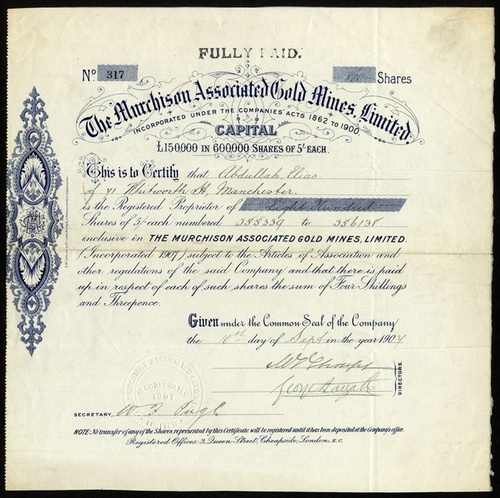 FULLY PAID.
No 317 800 Shares
The Murchison Associated Gold Mines, Limited.
INCORPORATED UNDER THE COMPANIES ACTS 1862 TO 1900.
CAPITAL
£150000 IN 600000 SHARES OF 5/- EACH.
This is to Certify that Abdullah Elias
of 41 Whitworth St, Manchester.
is the Registered Proprietor of Eight Hundred
Shares of 5/- each numbered 385339 to 386138
inclusive in THE MURCHISON ASSOCIATED GOLD MINES, LIMITED.
(Incorporated 1907) subject to the Articles of Association and
other regulations of the said Company and that there is paid
up in respect of each of such shares the sum of Four Shillings
and Threepence.
Given under the Common Seal of the Company
the 10th day of Sept in the year 1907
DIRECTORS.
1907
SECRETARY. W. F. Pugh
NOTE: No transfer of any of the Shares represented by this Certificate will be registered until it has been deposited at the Company's office.
Registered Offices: 3, Queen Street, Cheapside, London, E.C.